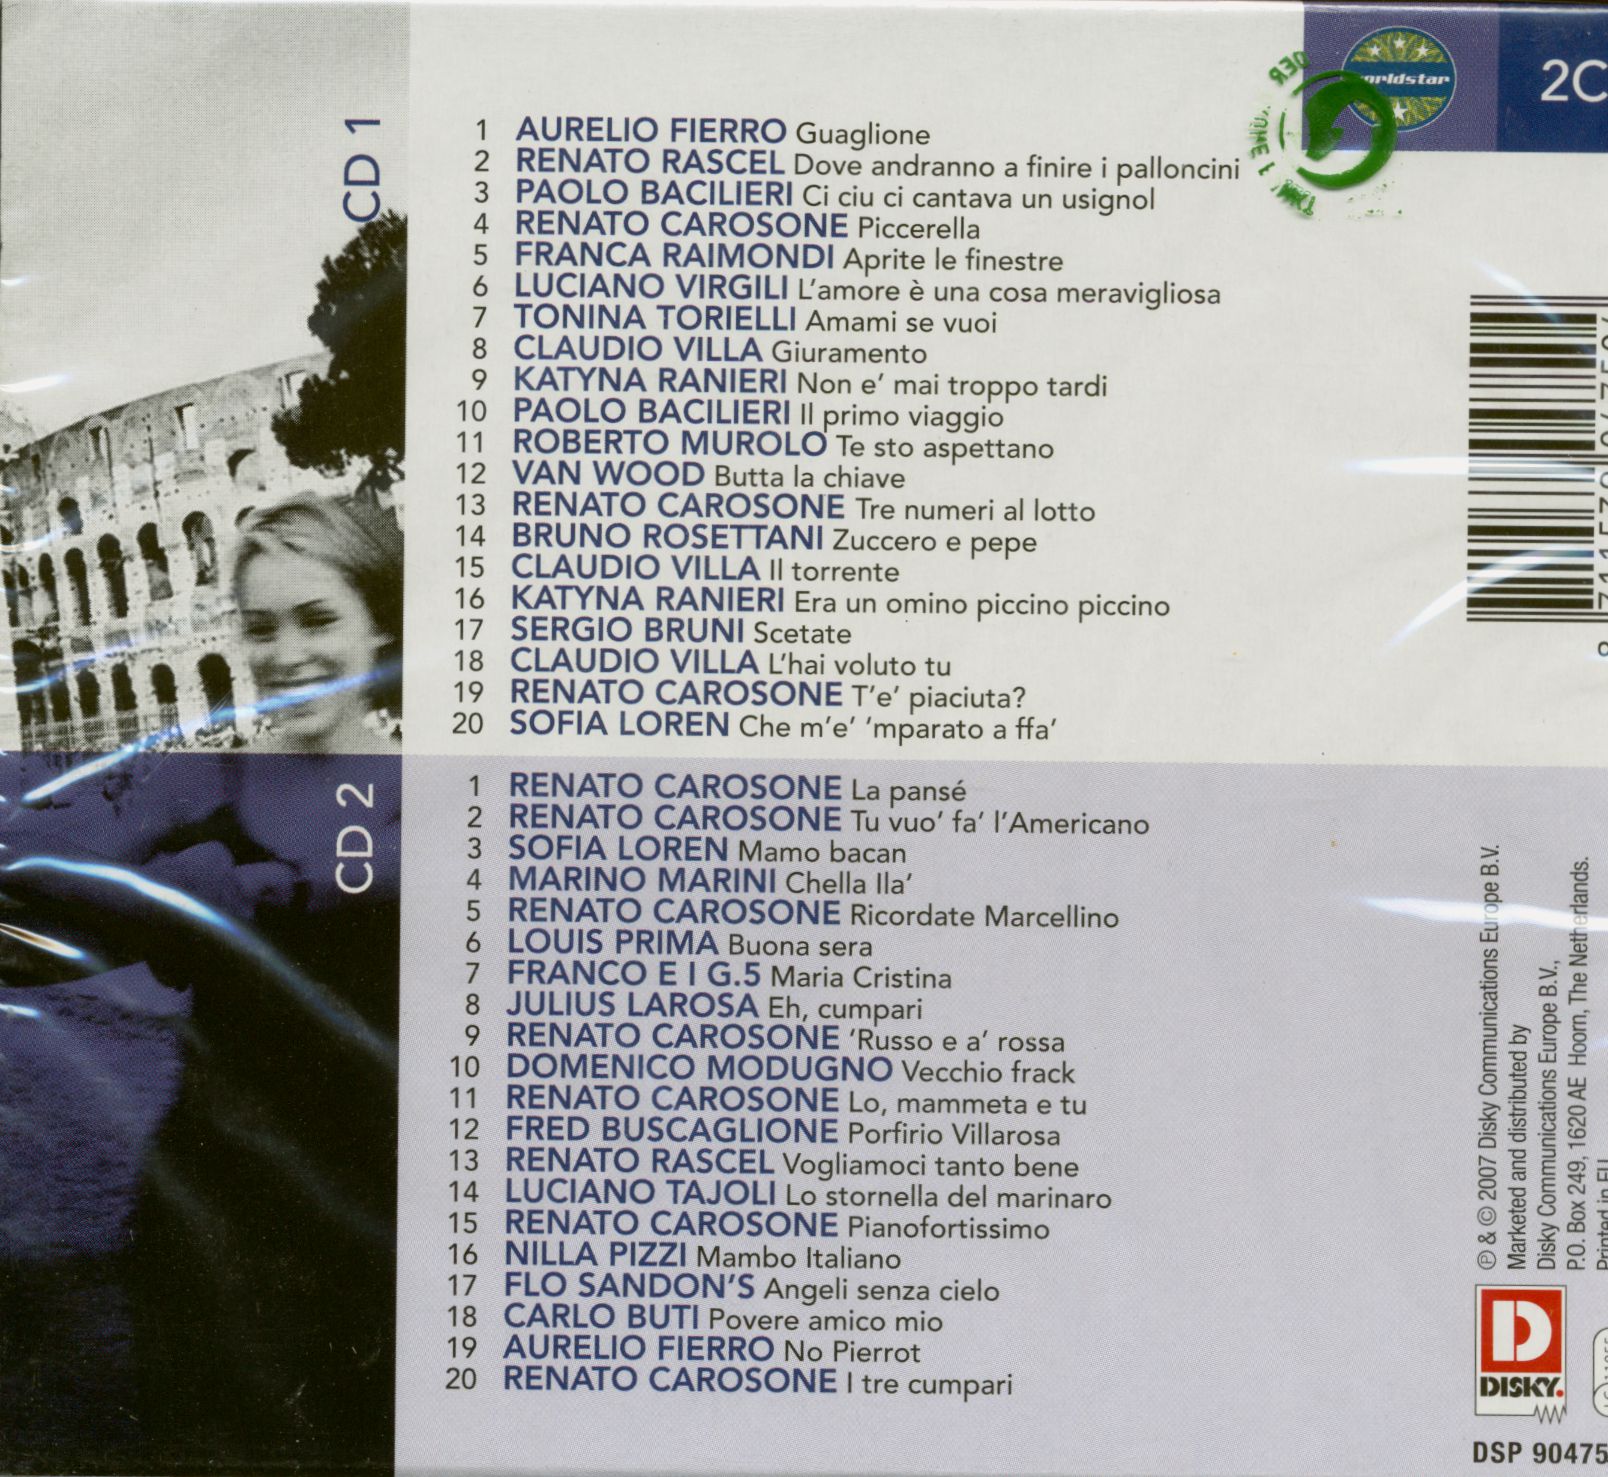 2C
worldstar
CD 1
1 AURELIO FIERRO Guaglione
2 RENATO RASCEL Dove andranno a finire i palloncini
3 PAOLO BACILIERI Ci ciu ci cantava un usignol
4 RENATO CAROSONE Piccerella
5 FRANCA RAIMONDI Aprite le finestre
6 LUCIANO VIRGILI L'amore è una cosa meravigliosa
7 TONINA TORIELLI Amami se vuoi
8 CLAUDIO VILLA Giuramento
9 KATYNA RANIERI Non e' mai troppo tardi
10 PAOLO BACILIERI Il primo viaggio
11 ROBERTO MUROLO Te sto aspettano
12 VAN WOOD Butta la chiave
13 RENATO CAROSONE Tre numeri al lotto
14 BRUNO ROSETTANI Zuccero e pepe
15 CLAUDIO VILLA Il torrente
16 KATYNA RANIERI Era un omino piccino piccino
17 SERGIO BRUNI Scetate
18 CLAUDIO VILLA L'hai voluto tu
19 RENATO CAROSONE T'e' piaciuta?
20 SOFIA LOREN Che m'e' 'mparato a ffa'
CD 2
1 RENATO CAROSONE La pansé
2 RENATO CAROSONE Tu vuo' fa' l'Americano
3 SOFIA LOREN Mamo bacan
4 MARINO MARINI Chella lla'
5 RENATO CAROSONE Ricordate Marcellino
6 LOUIS PRIMA Buona sera
7 FRANCO E I G.5 Maria Cristina
8 JULIUS LAROSA Eh, cumpari
9 RENATO CAROSONE 'Russo e a' rossa
10 DOMENICO MODUGNO Vecchio frack
11 RENATO CAROSONE Lo, mammeta e tu
12 FRED BUSCAGLIONE Porfirio Villarosa
13 RENATO RASCEL Vogliamoci tanto bene
14 LUCIANO TAJOLI Lo stornella del marinaro
15 RENATO CAROSONE Pianofortissimo
16 NILLA PIZZI Mambo Italiano
17 FLO SANDON'S Angeli senza cielo
18 CARLO BUTI Povere amico mio
19 AURELIO FIERRO No Pierrot
20 RENATO CAROSONE I tre cumpari
℗ & © 2007 Disky Communications Europe B.V.
Marketed and distributed by
Disky Communications Europe B.V.,
P.O. Box 249, 1620 AE Hoorn, The Netherlands.
Printed in EU
D
DISKY.
DSP 90475